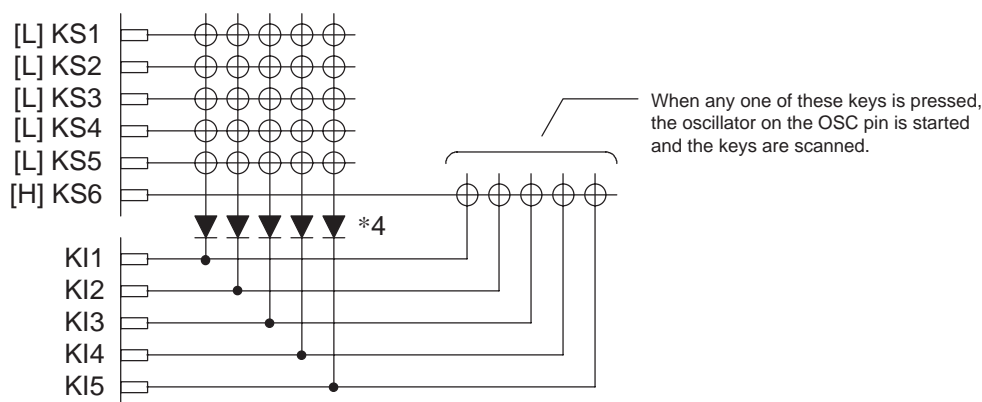 [L] KS1
[L] KS2
[L] KS3
[L] KS4
[L] KS5
[H] KS6
When any one of these keys is pressed,
the oscillator on the OSC pin is started
and the keys are scanned.
*4
KI1
KI2
KI3
KI4
KI5